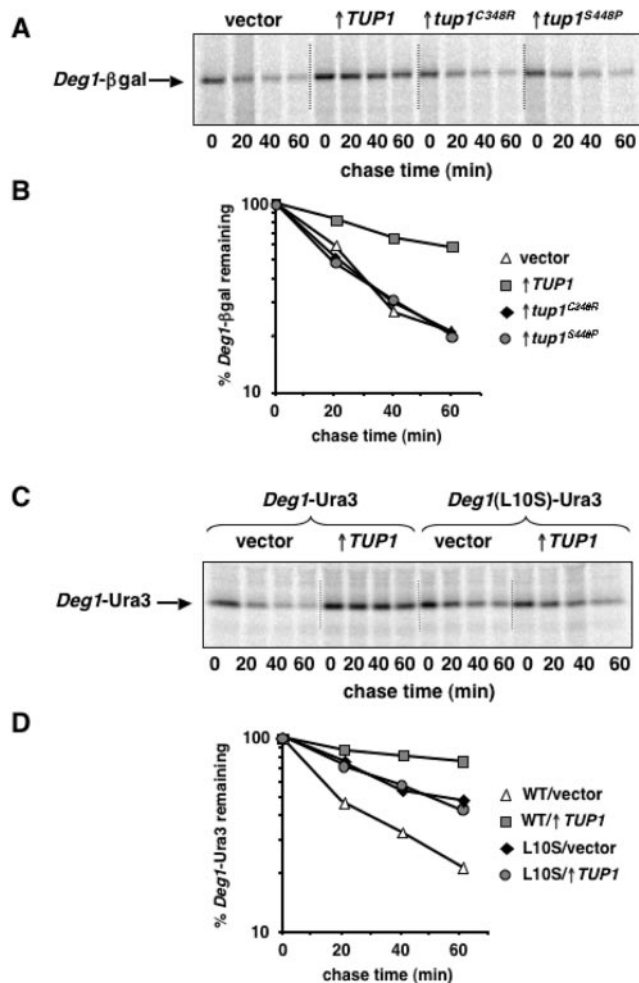 A
vector ↑TUP1 ↑tup1C348R ↑tup1S448P
Deg1-βgal
0 20 40 60 0 20 40 60 0 20 40 60 0 20 40 60
chase time (min)
B
% Deg1-βgal remaining
100
10
0 20 40 60
chase time (min)
vector
↑TUP1
↑tup1C348R
↑tup1S448P
C
Deg1-Ura3 Deg1(L10S)-Ura3
vector ↑TUP1 vector ↑TUP1
Deg1-Ura3
0 20 40 60 0 20 40 60 0 20 40 60 0 20 40 60
chase time (min)
D
% Deg1-Ura3 remaining
100
10
0 20 40 60
chase time (min)
WT/vector
WT/↑TUP1
L10S/vector
L10S/↑TUP1